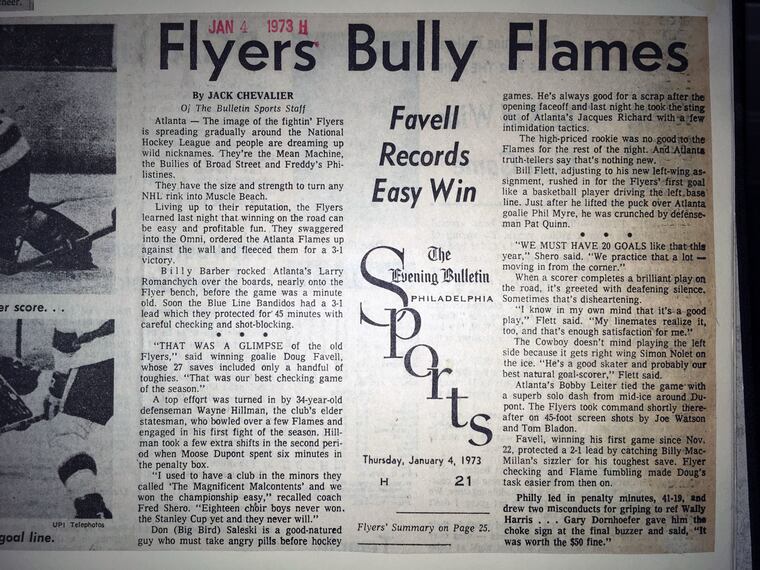 JAN 4 1973 H
Flyers Bully Flames
By JACK CHEVALIER
Of The Bulletin Sports Staff
Atlanta — The image of the fightin' Flyers
is spreading gradually around the National
Hockey League and people are dreaming up
wild nicknames. They're the Mean Machine,
the Bullies of Broad Street and Freddy's Phi-
listines.
They have the size and strength to turn any
NHL rink into Muscle Beach.
Living up to their reputation, the Flyers
learned last night that winning on the road can
be easy and profitable fun. They swaggered
into the Omni, ordered the Atlanta Flames up
against the wall and fleeced them for a 3-1
victory.
Billy Barber rocked Atlanta's Larry
Romanchych over the boards, nearly onto the
Flyer bench, before the game was a minute
old. Soon the Blue Line Bandidos had a 3-1
lead which they protected for 45 minutes with
careful checking and shot-blocking.
• • •
"THAT WAS A GLIMPSE of the old
Flyers," said winning goalie Doug Favell,
whose 27 saves included only a handful of
toughies. "That was our best checking game
of the season."
A top effort was turned in by 34-year-old
defenseman Wayne Hillman, the club's elder
statesman, who bowled over a few Flames and
engaged in his first fight of the season. Hill-
man took a few extra shifts in the second peri-
od when Moose Dupont spent six minutes in
the penalty box.
"I used to have a club in the minors they
called 'The Magnificent Malcontents' and we
won the championship easy," recalled coach
Fred Shero. "Eighteen choir boys never won
the Stanley Cup yet and they never will."
Don (Big Bird) Saleski is a good-natured
guy who must take angry pills before hockey
Favell
Records
Easy Win
The
Evening Bulletin
PHILADELPHIA
Sports
Thursday, January 4, 1973
H 21
Flyers' Summary on Page 25.
games. He's always good for a scrap after the
opening faceoff and last night he took the sting
out of Atlanta's Jacques Richard with a few
intimidation tactics.
The high-priced rookie was no good to the
Flames for the rest of the night. And Atlanta
truth-tellers say that's nothing new.
Bill Flett, adjusting to his new left-wing as-
signment, rushed in for the Flyers' first goal
like a basketball player driving the left base
line. Just after he lifted the puck over Atlanta
goalie Phil Myre, he was crunched by defense-
man Pat Quinn.
• • •
"WE MUST HAVE 20 GOALS like that this
year," Shero said. "We practice that a lot —
moving in from the corner."
When a scorer completes a brilliant play on
the road, it's greeted with deafening silence.
Sometimes that's disheartening.
"I know in my own mind that it's a good
play," Flett said. "My linemates realize it,
too, and that's enough satisfaction for me."
The Cowboy doesn't mind playing the left
side because it gets right wing Simon Nolet on
the ice. "He's a good skater and probably our
best natural goal-scorer," Flett said.
Atlanta's Bobby Leiter tied the game with
a superb solo dash from mid-ice around Du-
pont. The Flyers took command shortly there-
after on 45-foot screen shots by Joe Watson
and Tom Bladon.
Favell, winning his first game since Nov.
22, protected a 2-1 lead by catching Billy Mac-
Millan's sizzler for his toughest save. Flyer
checking and Flame fumbling made Doug's
task easier from then on.
Philly led in penalty minutes, 41-19, and
drew two misconducts for griping to ref Wally
Harris . . . Gary Dornhoefer gave him the
choke sign at the final buzzer and said, "It
was worth the $50 fine."
er score. . .
UPI Telephotos
goal line.